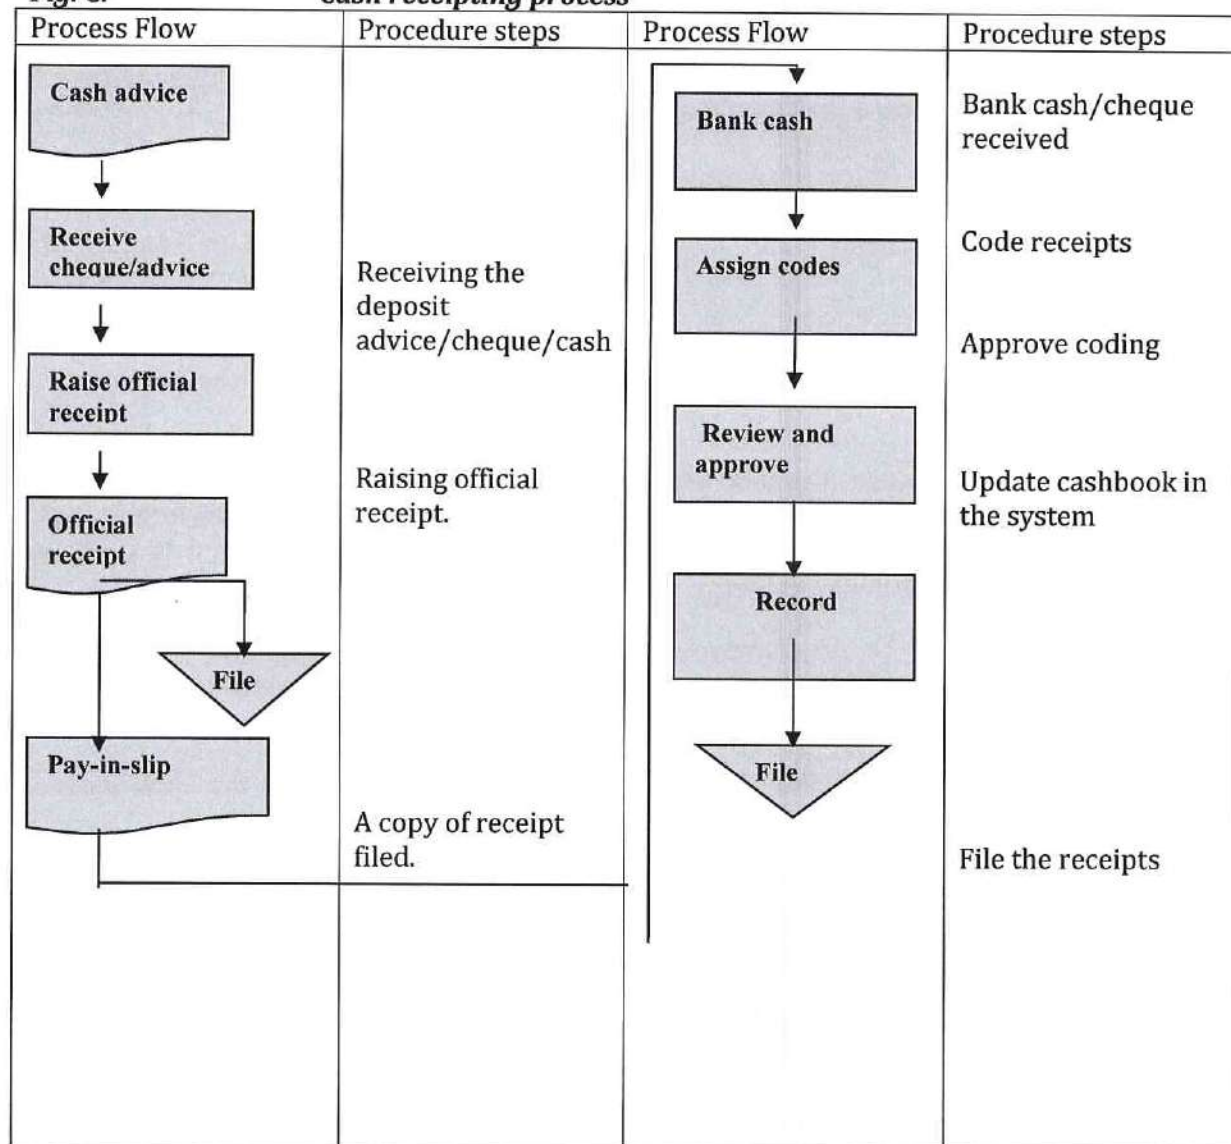 Cash receipting process
Process Flow
Procedure steps
Process Flow
Procedure steps
Cash advice
Receive
cheque/advice
Raise official
receipt
Official
receipt
File
Pay-in-slip
Receiving the
deposit
advice/cheque/cash
Raising official
receipt.
A copy of receipt
filed.
Bank cash
Assign codes
Review and
approve
Record
File
Bank cash/cheque
received
Code receipts
Approve coding
Update cashbook in
the system
File the receipts